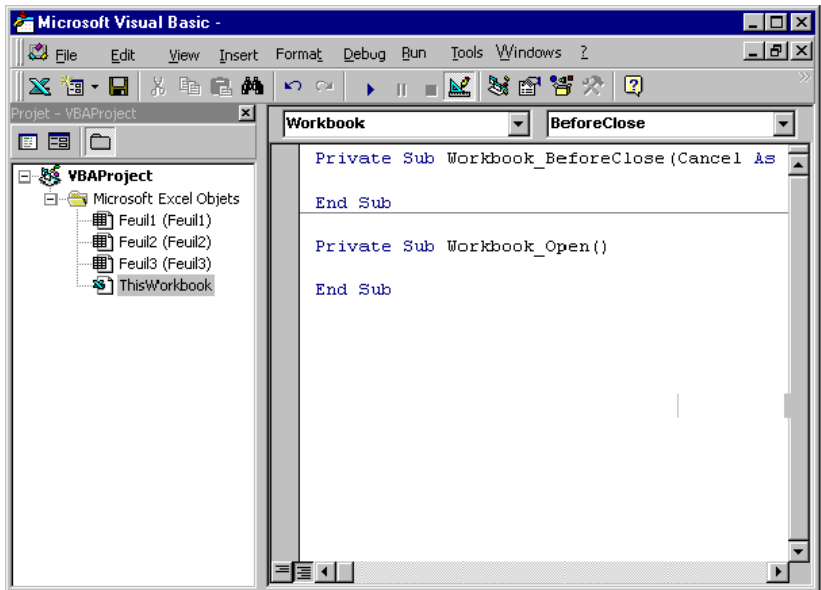 Microsoft Visual Basic -
File Edit View Insert Format Debug Run Tools Windows ?
Projet - VBAProject
Workbook BeforeClose
VBAProject
Microsoft Excel Objets
Feuil1 (Feuil1)
Feuil2 (Feuil2)
Feuil3 (Feuil3)
ThisWorkbook
Private Sub Workbook_BeforeClose(Cancel As
End Sub
Private Sub Workbook_Open()
End Sub